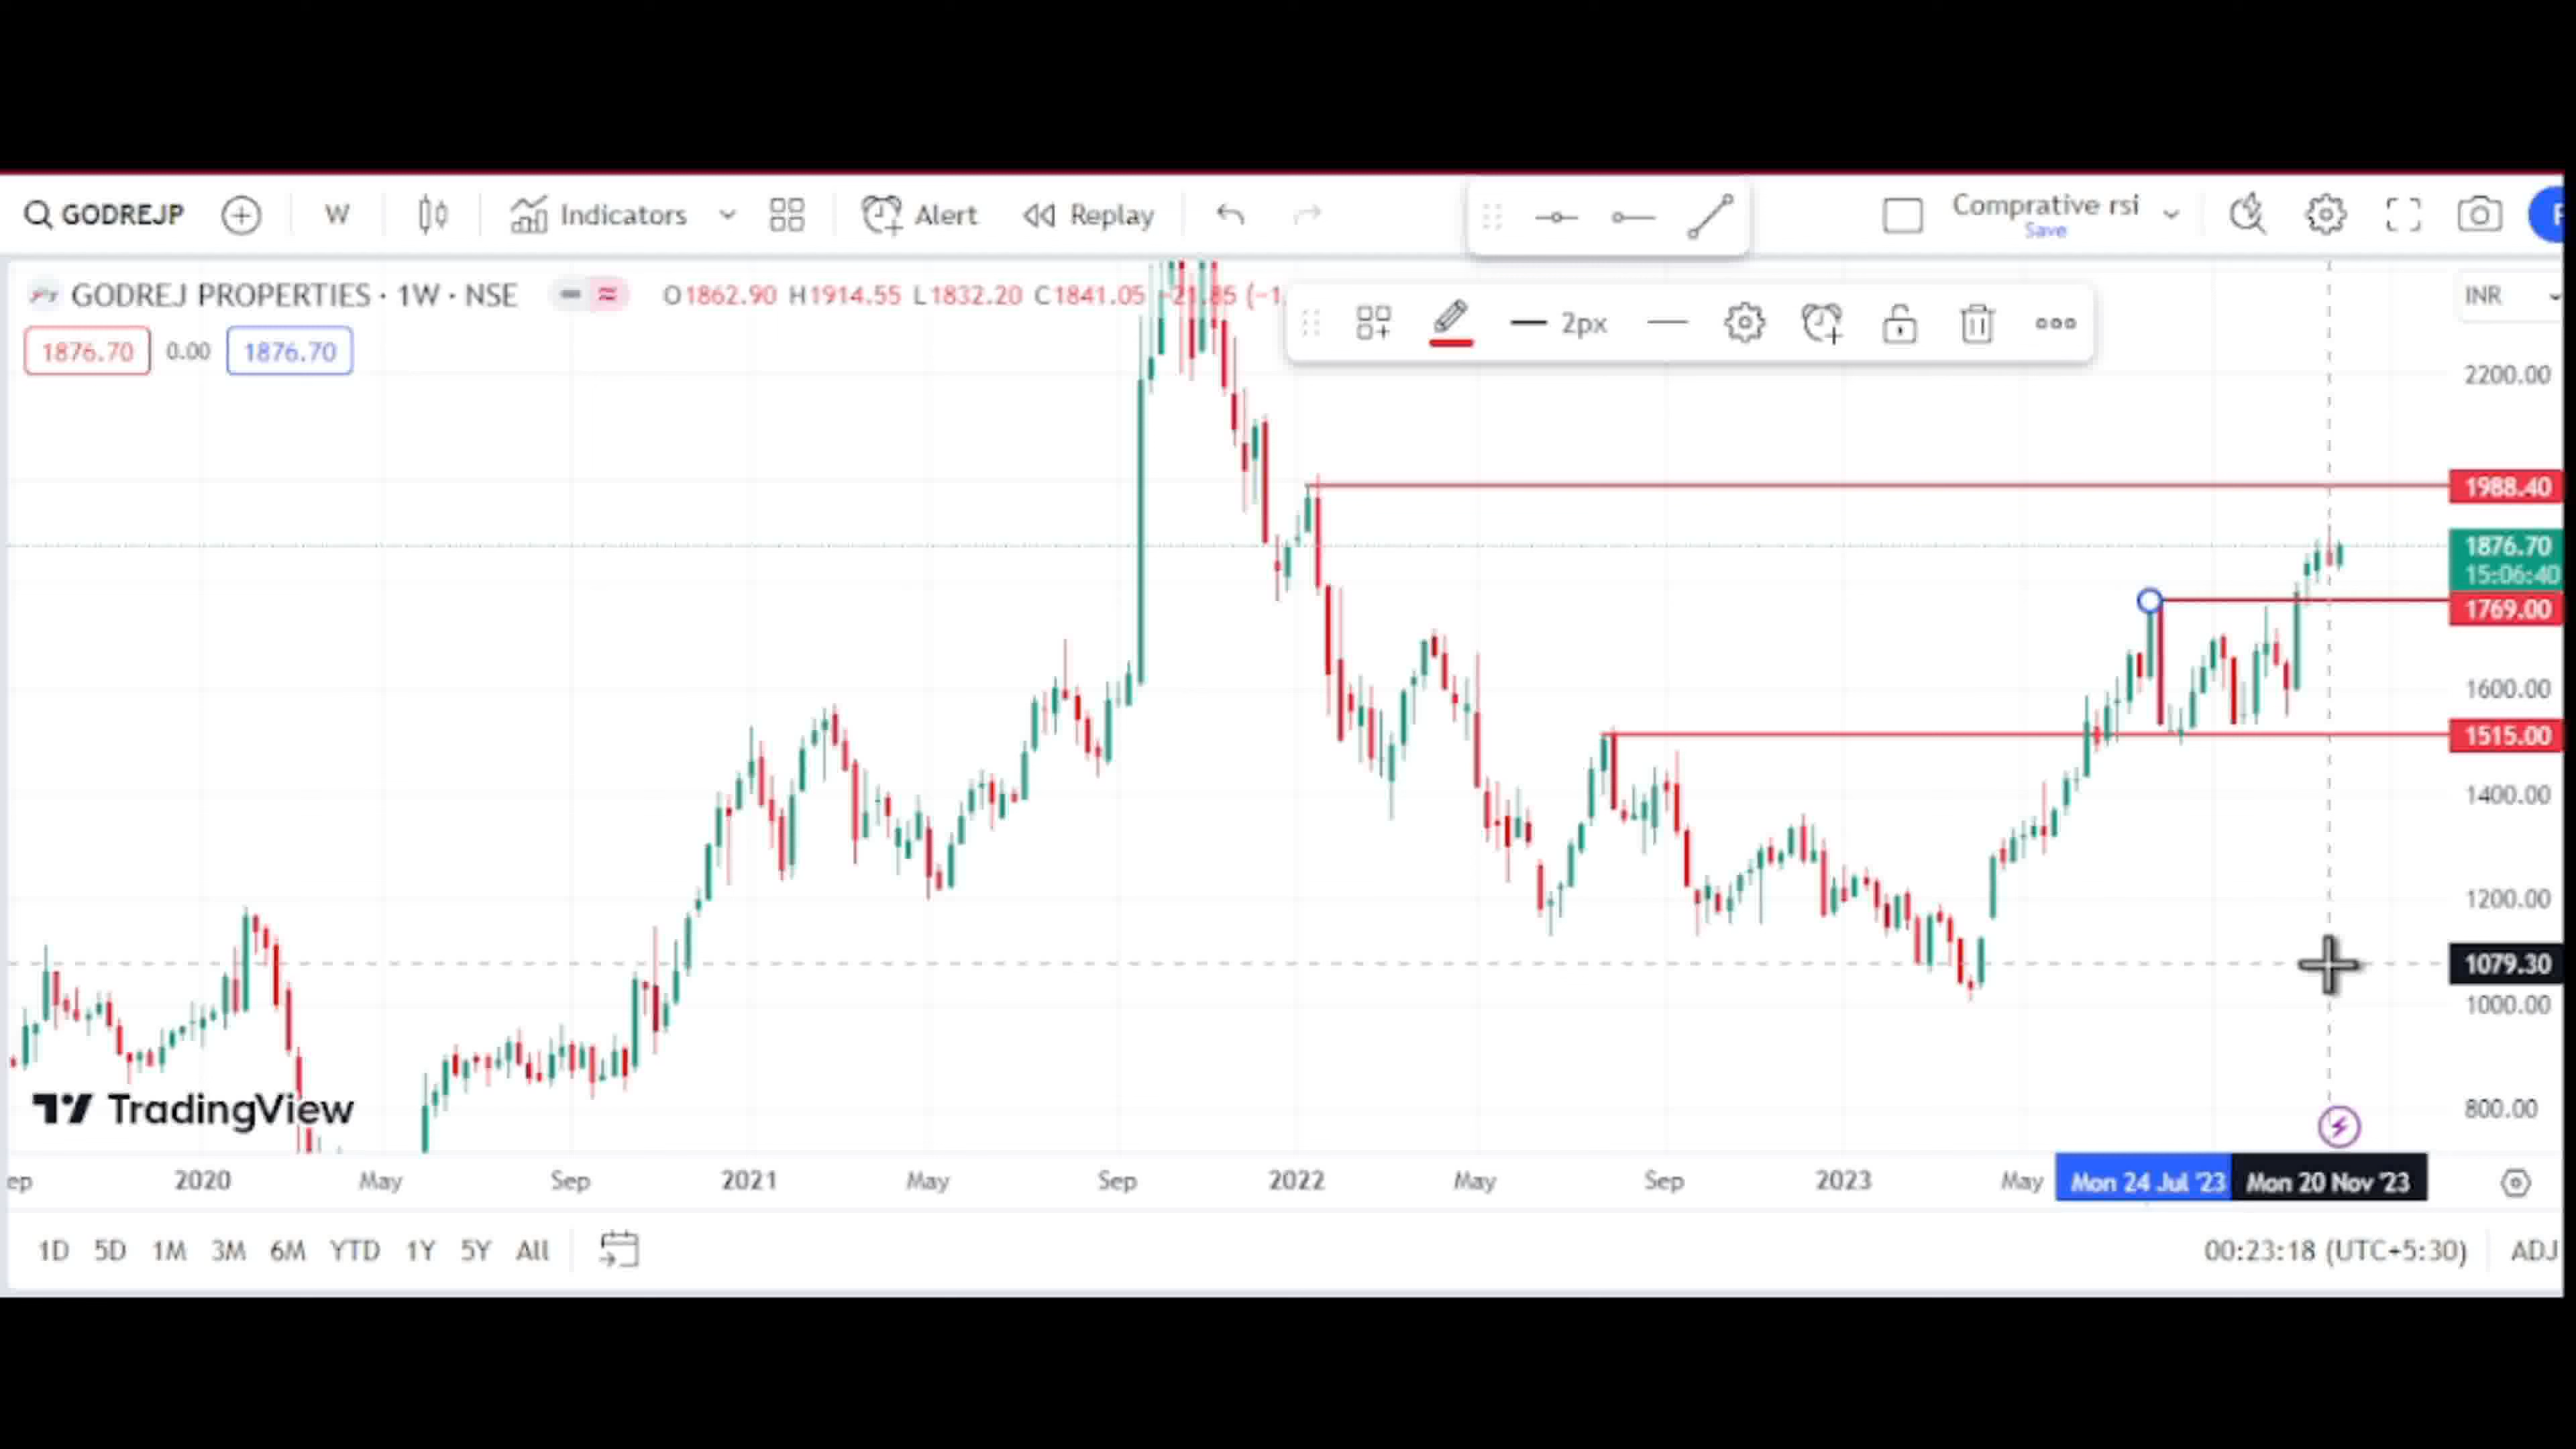 GODREJP W Indicators Alert Replay Comprative rsi
Save
GODREJ PROPERTIES · 1W · NSE O1862.90 H1914.55 L1832.20 C1841.05 -21.85 (-1. INR
2px
1876.70 0.00 1876.70
2200.00
1988.40
1876.70
15:06:40
1769.00
1600.00
1515.00
1400.00
1200.00
1079.30
1000.00
800.00
TradingView
ep 2020 May Sep 2021 May Sep 2022 May Sep 2023 May Mon 24 Jul '23 Mon 20 Nov '23
1D 5D 1M 3M 6M YTD 1Y 5Y All 00:23:18 (UTC+5:30) ADJ